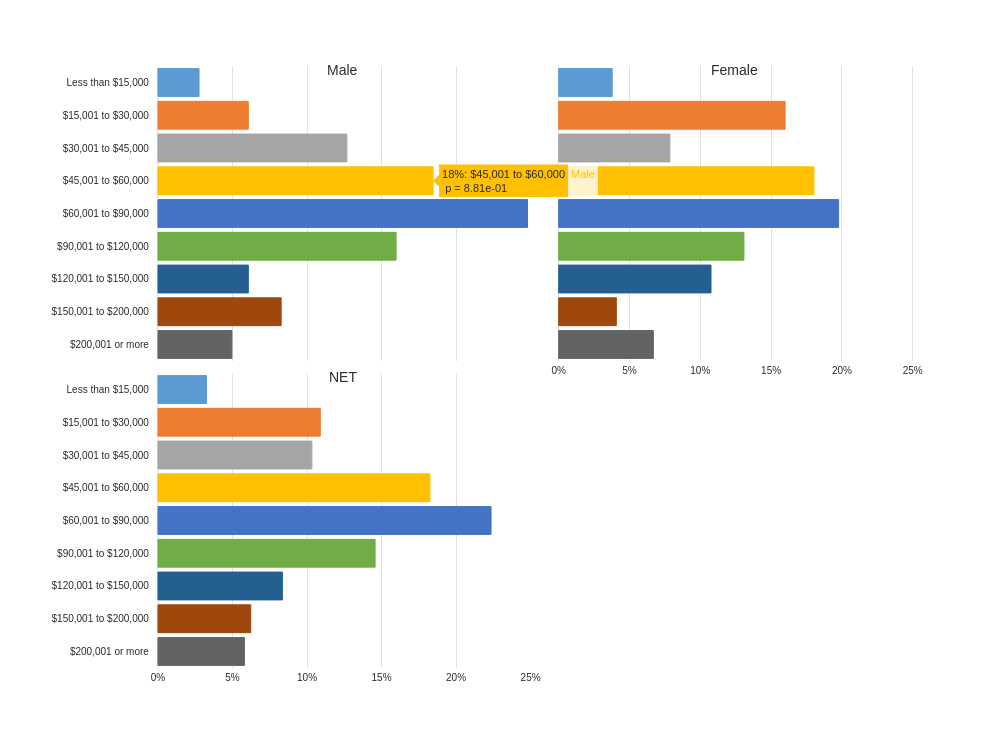 Male
Female
Less than $15,000
$15,001 to $30,000
$30,001 to $45,000
$45,001 to $60,000
18%: $45,001 to $60,000 Male
p = 8.81e-01
$60,001 to $90,000
$90,001 to $120,000
$120,001 to $150,000
$150,001 to $200,000
$200,001 or more
0% 5% 10% 15% 20% 25%
NET
Less than $15,000
$15,001 to $30,000
$30,001 to $45,000
$45,001 to $60,000
$60,001 to $90,000
$90,001 to $120,000
$120,001 to $150,000
$150,001 to $200,000
$200,001 or more
0% 5% 10% 15% 20% 25%